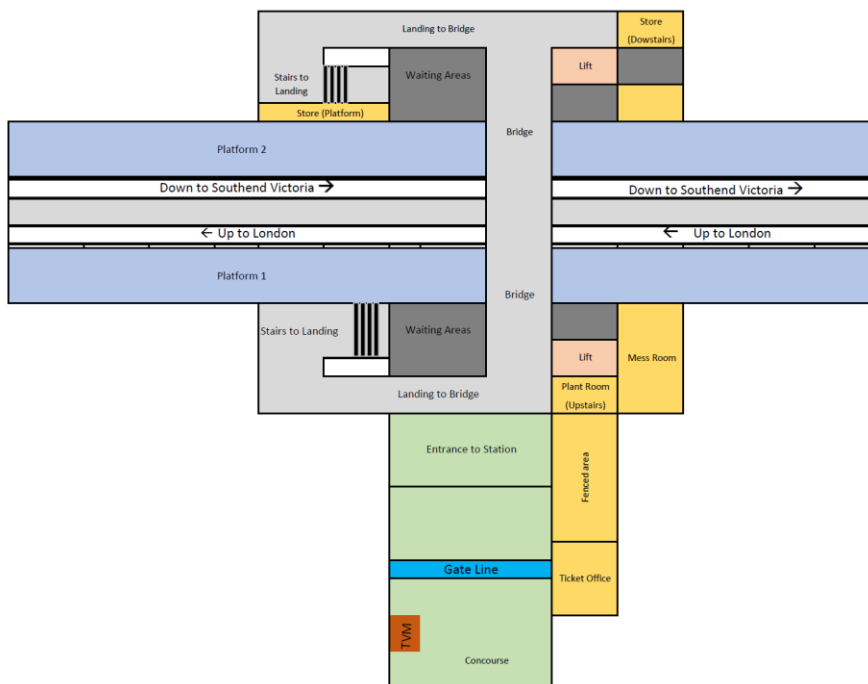 Landing to Bridge
Store
(Dowstairs)
Waiting Areas
Lift
Stairs to
Landing
Store (Platform)
Bridge
Platform 2
Down to Southend Victoria →
Down to Southend Victoria →
← Up to London
← Up to London
Platform 1
Bridge
Stairs to Landing
Waiting Areas
Lift
Mess Room
Landing to Bridge
Plant Room
(Upstairs)
Entrance to Station
Fenced area
Gate Line
Ticket Office
TVM
Concourse